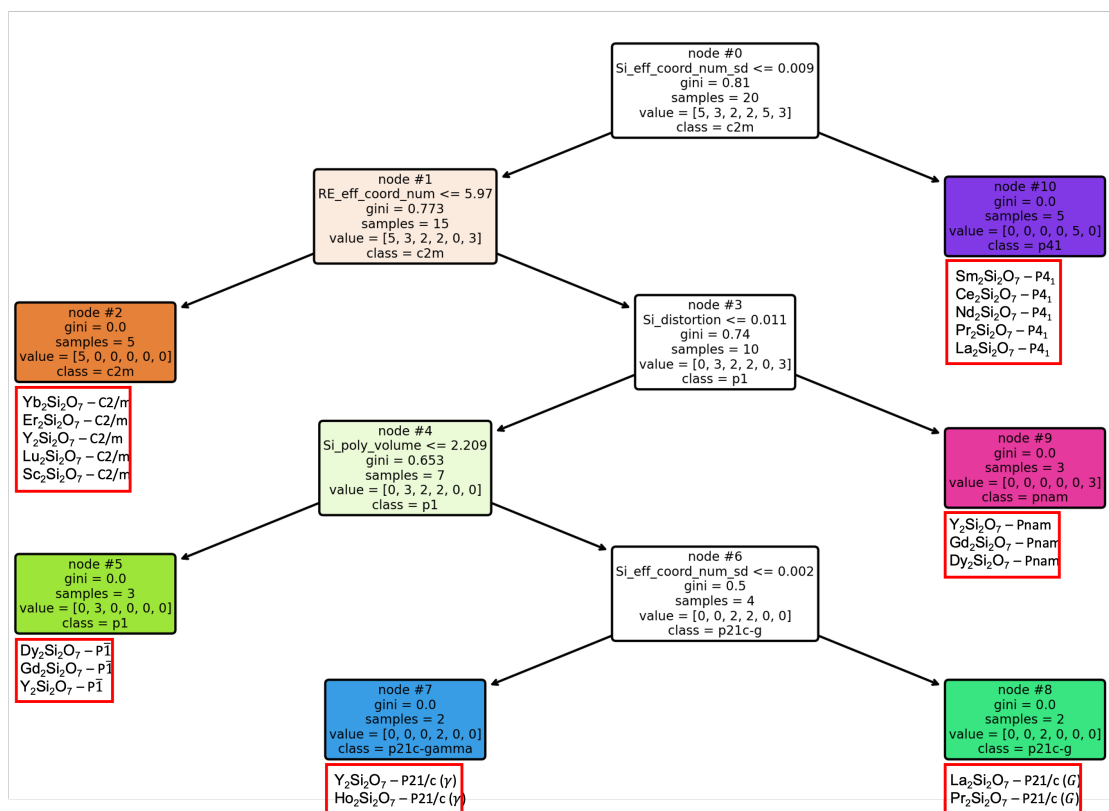 node #0
Si_eff_coord_num_sd <= 0.009
gini = 0.81
samples = 20
value = [5, 3, 2, 2, 5, 3]
class = c2m
node #1
RE_eff_coord_num <= 5.97
gini = 0.773
samples = 15
value = [5, 3, 2, 2, 0, 3]
class = c2m
node #10
gini = 0.0
samples = 5
value = [0, 0, 0, 0, 5, 0]
class = p41
Sm₂Si₂O₇ – P4₁
Ce₂Si₂O₇ – P4₁
Nd₂Si₂O₇ – P4₁
Pr₂Si₂O₇ – P4₁
La₂Si₂O₇ – P4₁
node #2
gini = 0.0
samples = 5
value = [5, 0, 0, 0, 0, 0]
class = c2m
Yb₂Si₂O₇ – C2/m
Er₂Si₂O₇ – C2/m
Y₂Si₂O₇ – C2/m
Lu₂Si₂O₇ – C2/m
Sc₂Si₂O₇ – C2/m
node #3
Si_distortion <= 0.011
gini = 0.74
samples = 10
value = [0, 3, 2, 2, 0, 3]
class = p1
node #4
Si_poly_volume <= 2.209
gini = 0.653
samples = 7
value = [0, 3, 2, 2, 0, 0]
class = p1
node #9
gini = 0.0
samples = 3
value = [0, 0, 0, 0, 0, 3]
class = pnam
Y₂Si₂O₇ – Pnam
Gd₂Si₂O₇ – Pnam
Dy₂Si₂O₇ – Pnam
node #5
gini = 0.0
samples = 3
value = [0, 3, 0, 0, 0, 0]
class = p1
Dy₂Si₂O₇ – P1̅
Gd₂Si₂O₇ – P1̅
Y₂Si₂O₇ – P1̅
node #6
Si_eff_coord_num_sd <= 0.002
gini = 0.5
samples = 4
value = [0, 0, 2, 2, 0, 0]
class = p21c-g
node #7
gini = 0.0
samples = 2
value = [0, 0, 0, 2, 0, 0]
class = p21c-gamma
Y₂Si₂O₇ – P21/c (γ)
Ho₂Si₂O₇ – P21/c (γ)
node #8
gini = 0.0
samples = 2
value = [0, 0, 2, 0, 0, 0]
class = p21c-g
La₂Si₂O₇ – P21/c (G)
Pr₂Si₂O₇ – P21/c (G)